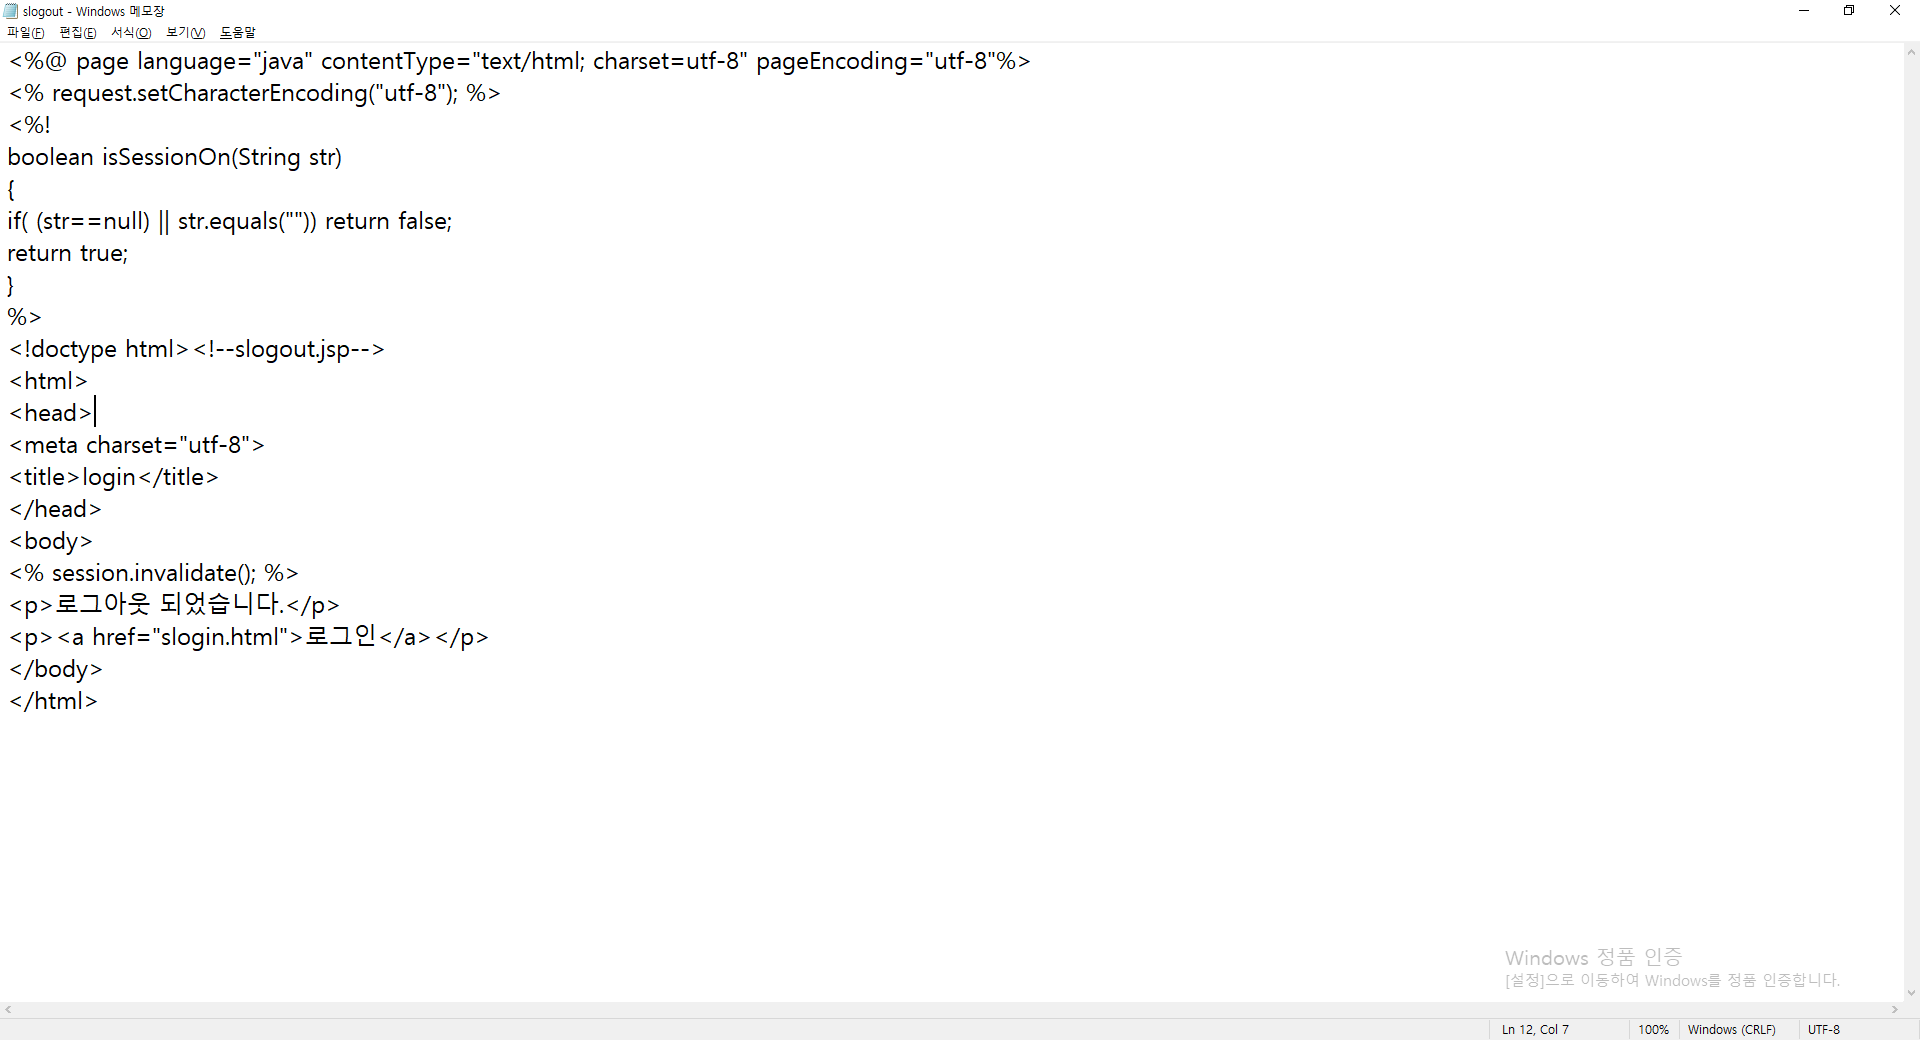 slogout - Windows 메모장
파일(F) 편집(E) 서식(O) 보기(V) 도움말
<%@ page language="java" contentType="text/html; charset=utf-8" pageEncoding="utf-8"%>
<% request.setCharacterEncoding("utf-8"); %>
<%!
boolean isSessionOn(String str)
{
if( (str==null) || str.equals("")) return false;
return true;
}
%>
<!doctype html><!--slogout.jsp-->
<html>
<head>
<meta charset="utf-8">
<title>login</title>
</head>
<body>
<% session.invalidate(); %>
<p>로그아웃 되었습니다.</p>
<p><a href="slogin.html">로그인</a></p>
</body>
</html>
Windows 정품 인증
[설정]으로 이동하여 Windows를 정품 인증합니다.
Ln 12, Col 7 100% Windows (CRLF) UTF-8